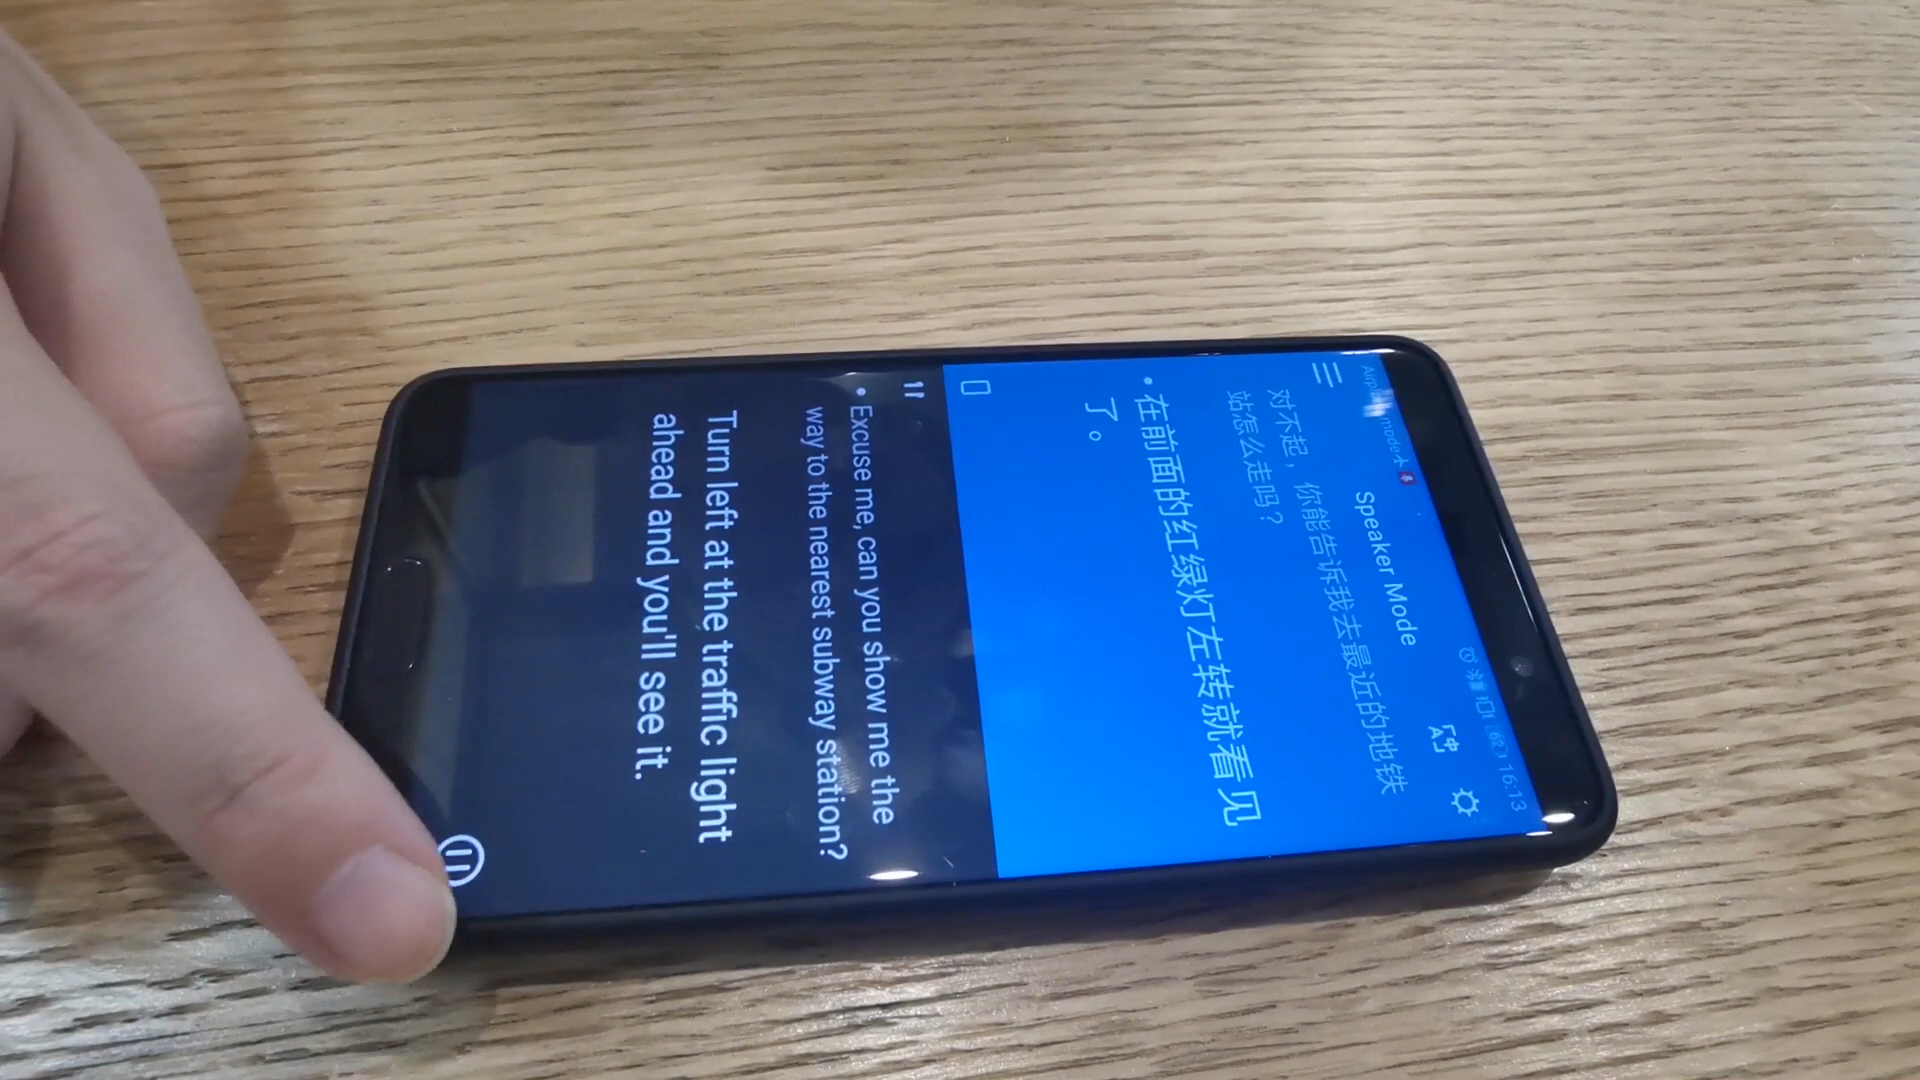 mode
62 16:13
Speaker Mode
对不起，你能告诉我去最近的地铁
站怎么走吗？
• 在前面的红绿灯左转就看见
了。
• Excuse me, can you show me the
way to the nearest subway station?
Turn left at the traffic light
ahead and you'll see it.